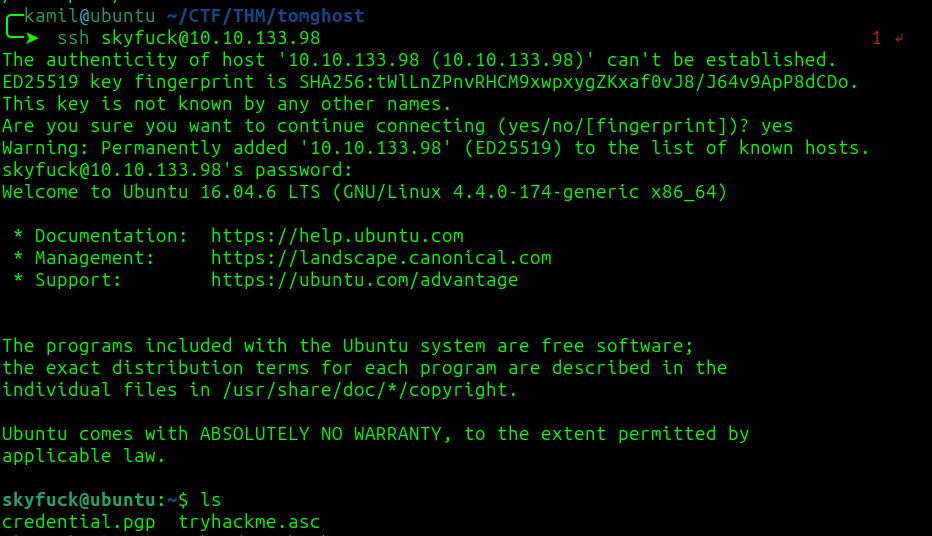 kamil@ubuntu ~/CTF/THM/tomghost
ssh skyfuck@10.10.133.98 1 ↲
The authenticity of host '10.10.133.98 (10.10.133.98)' can't be established.
ED25519 key fingerprint is SHA256:tWlLnZPnvRHCM9xwpxygZKxaf0vJ8/J64v9ApP8dCDo.
This key is not known by any other names.
Are you sure you want to continue connecting (yes/no/[fingerprint])? yes
Warning: Permanently added '10.10.133.98' (ED25519) to the list of known hosts.
skyfuck@10.10.133.98's password:
Welcome to Ubuntu 16.04.6 LTS (GNU/Linux 4.4.0-174-generic x86_64)
* Documentation:  https://help.ubuntu.com
* Management:     https://landscape.canonical.com
* Support:        https://ubuntu.com/advantage
The programs included with the Ubuntu system are free software;
the exact distribution terms for each program are described in the
individual files in /usr/share/doc/*/copyright.
Ubuntu comes with ABSOLUTELY NO WARRANTY, to the extent permitted by
applicable law.
skyfuck@ubuntu:~$ ls
credential.pgp  tryhackme.asc